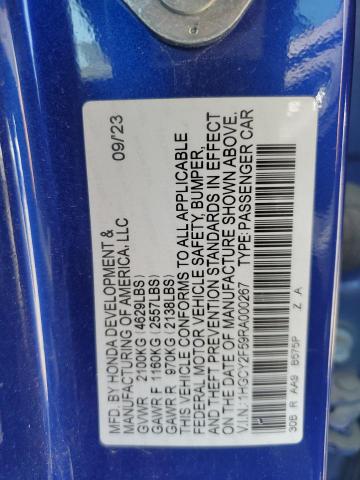 MFD. BY HONDA DEVELOPMENT &
MANUFACTURING OF AMERICA, LLC
09/'23
GVWR 2100KG (4629LBS)
GAWR F 1160KG (2557LBS)
GAWR R 970KG (2138LBS)
THIS VEHICLE CONFORMS TO ALL APPLICABLE
FEDERAL MOTOR VEHICLE SAFETY, BUMPER,
AND THEFT PREVENTION STANDARDS IN EFFECT
ON THE DATE OF MANUFACTURE SHOWN ABOVE.
V.I.N.: 1HGCY2F59RA000267 TYPE: PASSENGER CAR
30B R AA9 B675P Z A